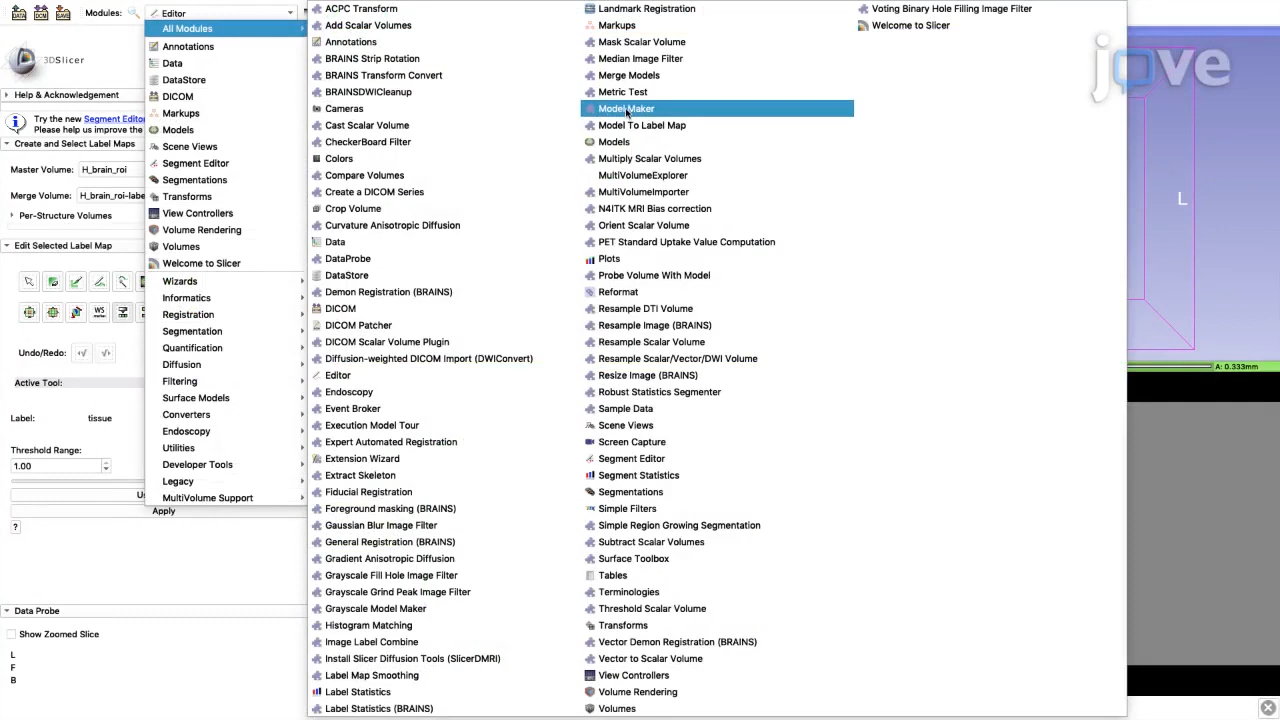 Modules:
Editor
3DSlicer
Help & Acknowledgement
Try the new Segment Editor
Please help us improve the
Create and Select Label Maps
Master Volume: H_brain_roi
Merge Volume: H_brain_roi-labe
Per-Structure Volumes
Edit Selected Label Map
WS
Undo/Redo:
Active Tool:
Label: tissue
Threshold Range:
1.00
Us
Apply
?
Data Probe
Show Zoomed Slice
L
F
B
All Modules
Annotations
Data
DataStore
DICOM
Markups
Models
Scene Views
Segment Editor
Segmentations
Transforms
View Controllers
Volume Rendering
Volumes
Welcome to Slicer
Wizards
Informatics
Registration
Segmentation
Quantification
Diffusion
Filtering
Surface Models
Converters
Endoscopy
Utilities
Developer Tools
Legacy
MultiVolume Support
ACPC Transform
Add Scalar Volumes
Annotations
BRAINS Strip Rotation
BRAINS Transform Convert
BRAINSDWICleanup
Cameras
Cast Scalar Volume
CheckerBoard Filter
Colors
Compare Volumes
Create a DICOM Series
Crop Volume
Curvature Anisotropic Diffusion
Data
DataProbe
DataStore
Demon Registration (BRAINS)
DICOM
DICOM Patcher
DICOM Scalar Volume Plugin
Diffusion-weighted DICOM Import (DWIConvert)
Editor
Endoscopy
Event Broker
Execution Model Tour
Expert Automated Registration
Extension Wizard
Extract Skeleton
Fiducial Registration
Foreground masking (BRAINS)
Gaussian Blur Image Filter
General Registration (BRAINS)
Gradient Anisotropic Diffusion
Grayscale Fill Hole Image Filter
Grayscale Grind Peak Image Filter
Grayscale Model Maker
Histogram Matching
Image Label Combine
Install Slicer Diffusion Tools (SlicerDMRI)
Label Map Smoothing
Label Statistics
Label Statistics (BRAINS)
Landmark Registration
Markups
Mask Scalar Volume
Median Image Filter
Merge Models
Metric Test
Model Maker
Model To Label Map
Models
Multiply Scalar Volumes
MultiVolumeExplorer
MultiVolumeImporter
N4ITK MRI Bias correction
Orient Scalar Volume
PET Standard Uptake Value Computation
Plots
Probe Volume With Model
Reformat
Resample DTI Volume
Resample Image (BRAINS)
Resample Scalar Volume
Resample Scalar/Vector/DWI Volume
Resize Image (BRAINS)
Robust Statistics Segmenter
Sample Data
Scene Views
Screen Capture
Segment Editor
Segment Statistics
Segmentations
Simple Filters
Simple Region Growing Segmentation
Subtract Scalar Volumes
Surface Toolbox
Tables
Terminologies
Threshold Scalar Volume
Transforms
Vector Demon Registration (BRAINS)
Vector to Scalar Volume
View Controllers
Volume Rendering
Volumes
Voting Binary Hole Filling Image Filter
Welcome to Slicer
jove
L
A: 0.333mm